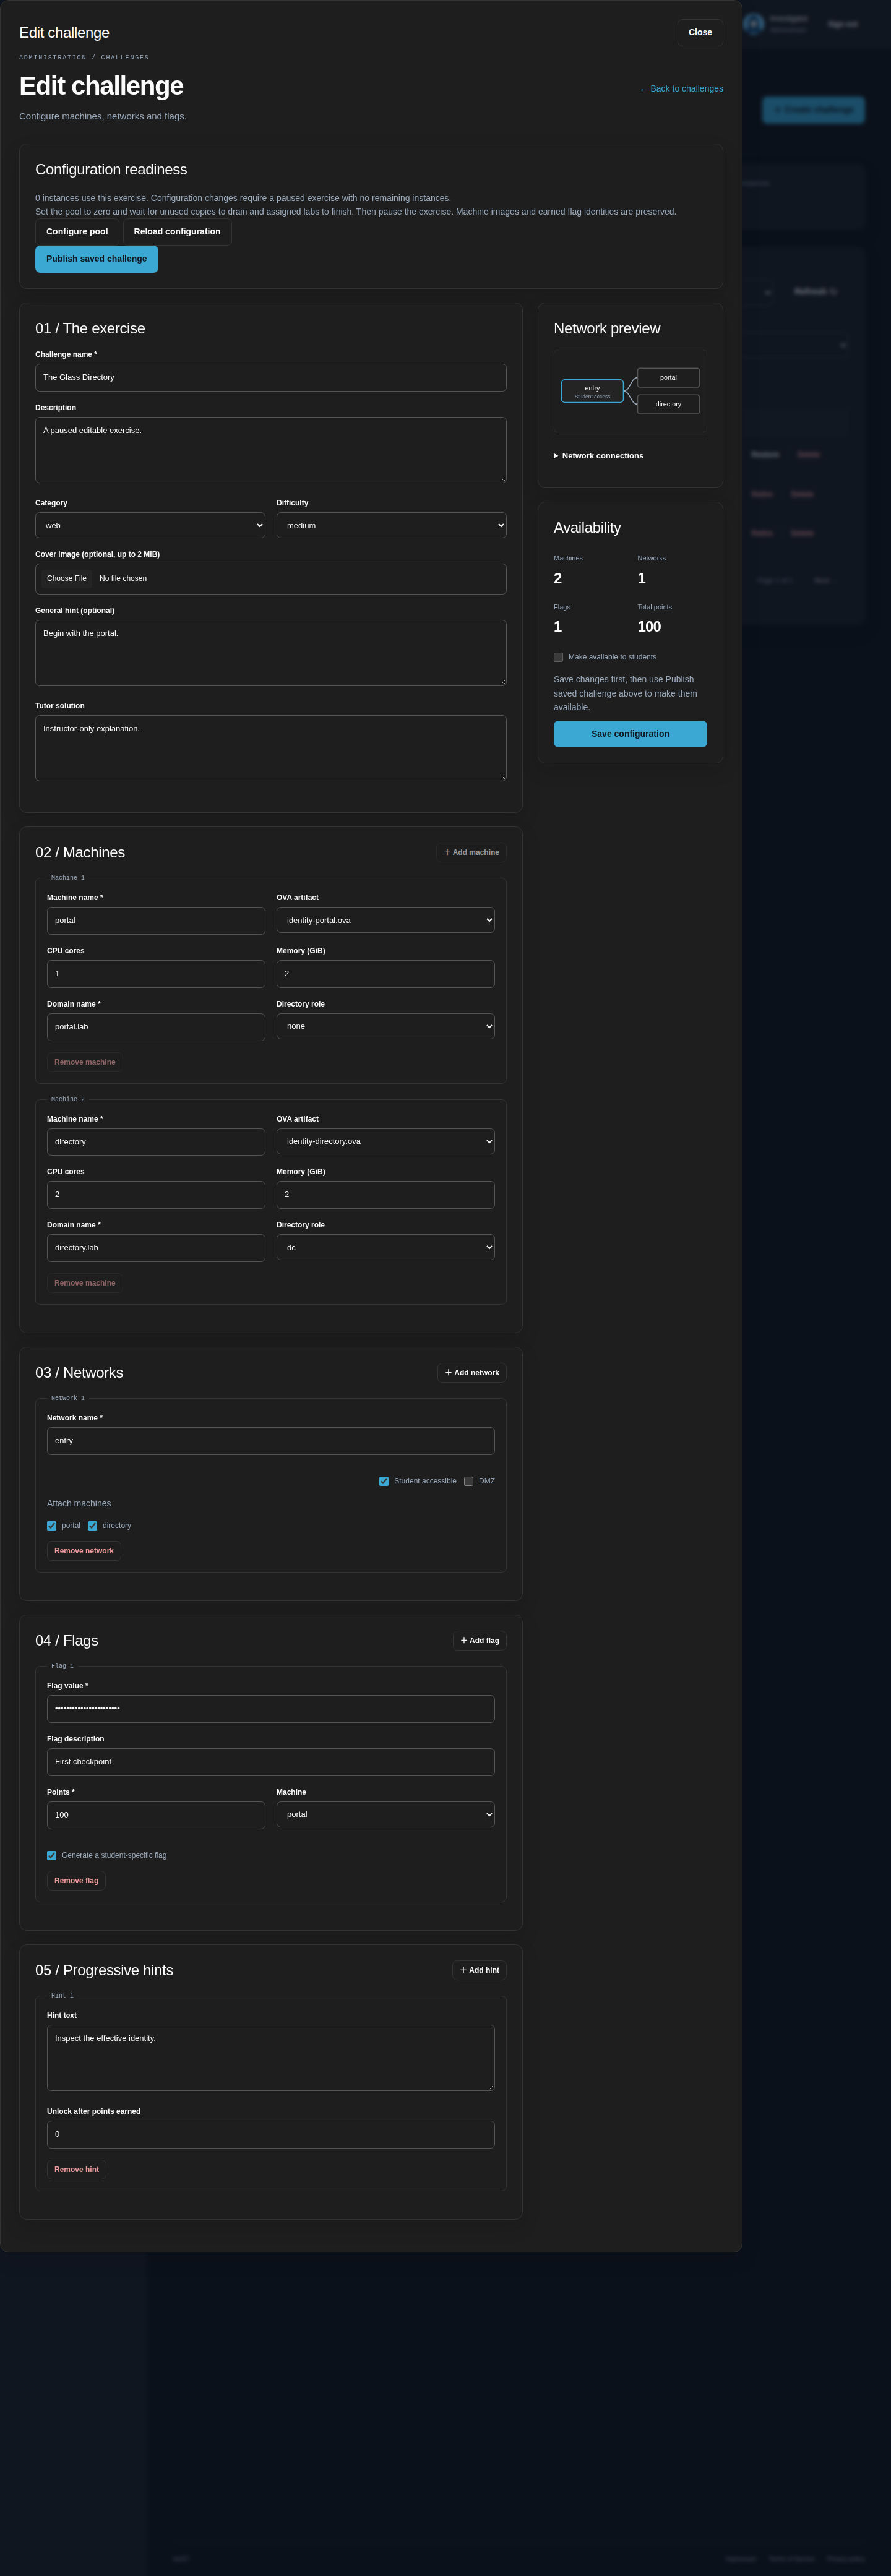 Edit challenge
Close
ADMINISTRATION / CHALLENGES
Edit challenge
← Back to challenges
Configure machines, networks and flags.
Configuration readiness
0 instances use this exercise. Configuration changes require a paused exercise with no remaining instances.
Set the pool to zero and wait for unused copies to drain and assigned labs to finish. Then pause the exercise. Machine images and earned flag identities are preserved.
Configure pool
Reload configuration
Publish saved challenge
01 / The exercise
Challenge name *
The Glass Directory
Description
A paused editable exercise.
Category
Difficulty
web
medium
Cover image (optional, up to 2 MiB)
Choose File No file chosen
General hint (optional)
Begin with the portal.
Tutor solution
Instructor-only explanation.
Network preview
entry
Student access
portal
directory
▶ Network connections
Availability
Machines
Networks
2
1
Flags
Total points
1
100
Make available to students
Save changes first, then use Publish
saved challenge above to make them
available.
Save configuration
02 / Machines
+ Add machine
Machine 1
Machine name *
OVA artifact
portal
identity-portal.ova
CPU cores
Memory (GiB)
1
2
Domain name *
Directory role
portal.lab
none
Remove machine
Machine 2
Machine name *
OVA artifact
directory
identity-directory.ova
CPU cores
Memory (GiB)
2
2
Domain name *
Directory role
directory.lab
dc
Remove machine
03 / Networks
+ Add network
Network 1
Network name *
entry
Student accessible
DMZ
Attach machines
portal
directory
Remove network
04 / Flags
+ Add flag
Flag 1
Flag value *
•••••••••••••••••••••••
Flag description
First checkpoint
Points *
Machine
100
portal
Generate a student-specific flag
Remove flag
05 / Progressive hints
+ Add hint
Hint 1
Hint text
Inspect the effective identity.
Unlock after points earned
0
Remove hint